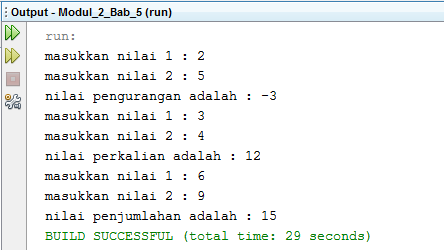 Output - Modul_2_Bab_5 (run)
run:
masukkan nilai 1 : 2
masukkan nilai 2 : 5
nilai pengurangan adalah : -3
masukkan nilai 1 : 3
masukkan nilai 2 : 4
nilai perkalian adalah : 12
masukkan nilai 1 : 6
masukkan nilai 2 : 9
nilai penjumlahan adalah : 15
BUILD SUCCESSFUL (total time: 29 seconds)